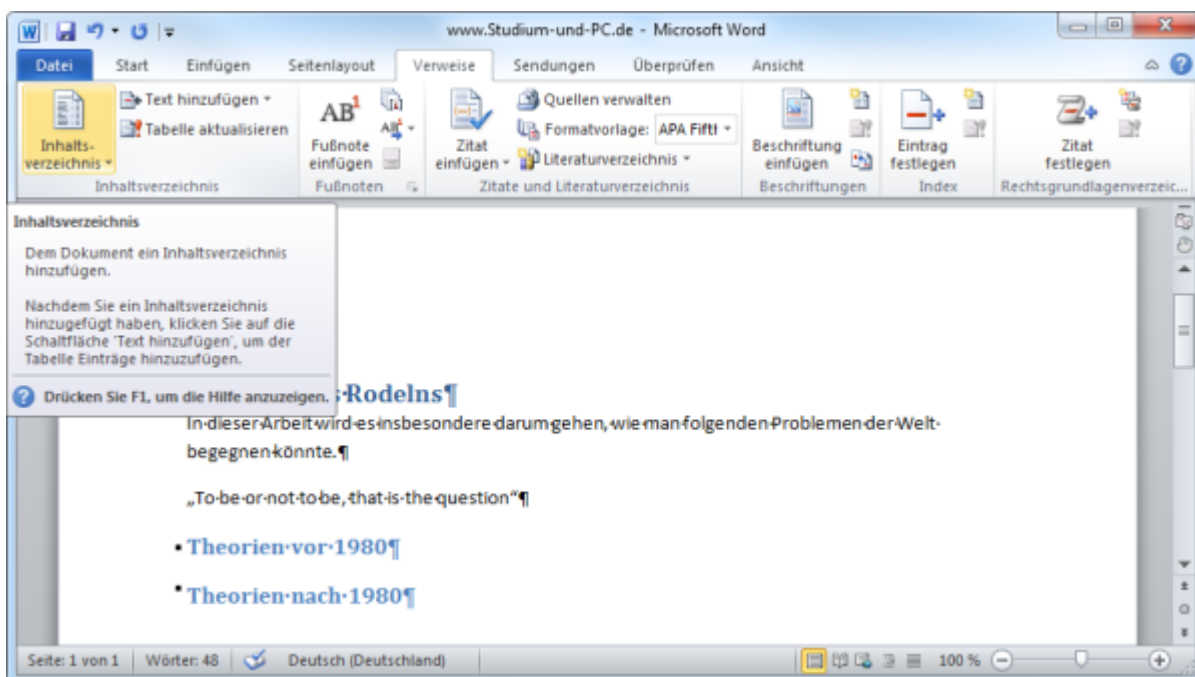 www.Studium-und-PC.de - Microsoft Word
Datei Start Einfügen Seitenlayout Verweise Sendungen Überprüfen Ansicht
Inhalts-
verzeichnis
Text hinzufügen
Tabelle aktualisieren
Inhaltsverzeichnis
AB1
Fußnote
einfügen
AB1
Fußnoten
Zitat
einfügen
Quellen verwalten
Formatvorlage: APA Fiftl
Literaturverzeichnis
Zitate und Literaturverzeichnis
Beschriftung
einfügen
Beschriftungen
Eintrag
festlegen
Index
Zitat
festlegen
Rechtsgrundlagenverzeic...
Inhaltsverzeichnis
Dem Dokument ein Inhaltsverzeichnis
hinzufügen.
Nachdem Sie ein Inhaltsverzeichnis
hinzugefügt haben, klicken Sie auf die
Schaltfläche 'Text hinzufügen', um der
Tabelle Einträge hinzuzufügen.
Drücken Sie F1, um die Hilfe anzuzeigen.
s·Rodelns¶
In·dieser·Arbeit·wird·es·insbesondere·darum·gehen,·wie·man·folgenden·Problemen·der·Welt·
begegnen·könnte.¶
„To·be·or·not·to·be,·that·is·the·question“¶
Theorien·vor·1980¶
Theorien·nach·1980¶
Seite: 1 von 1 Wörter: 48 Deutsch (Deutschland) 100 %